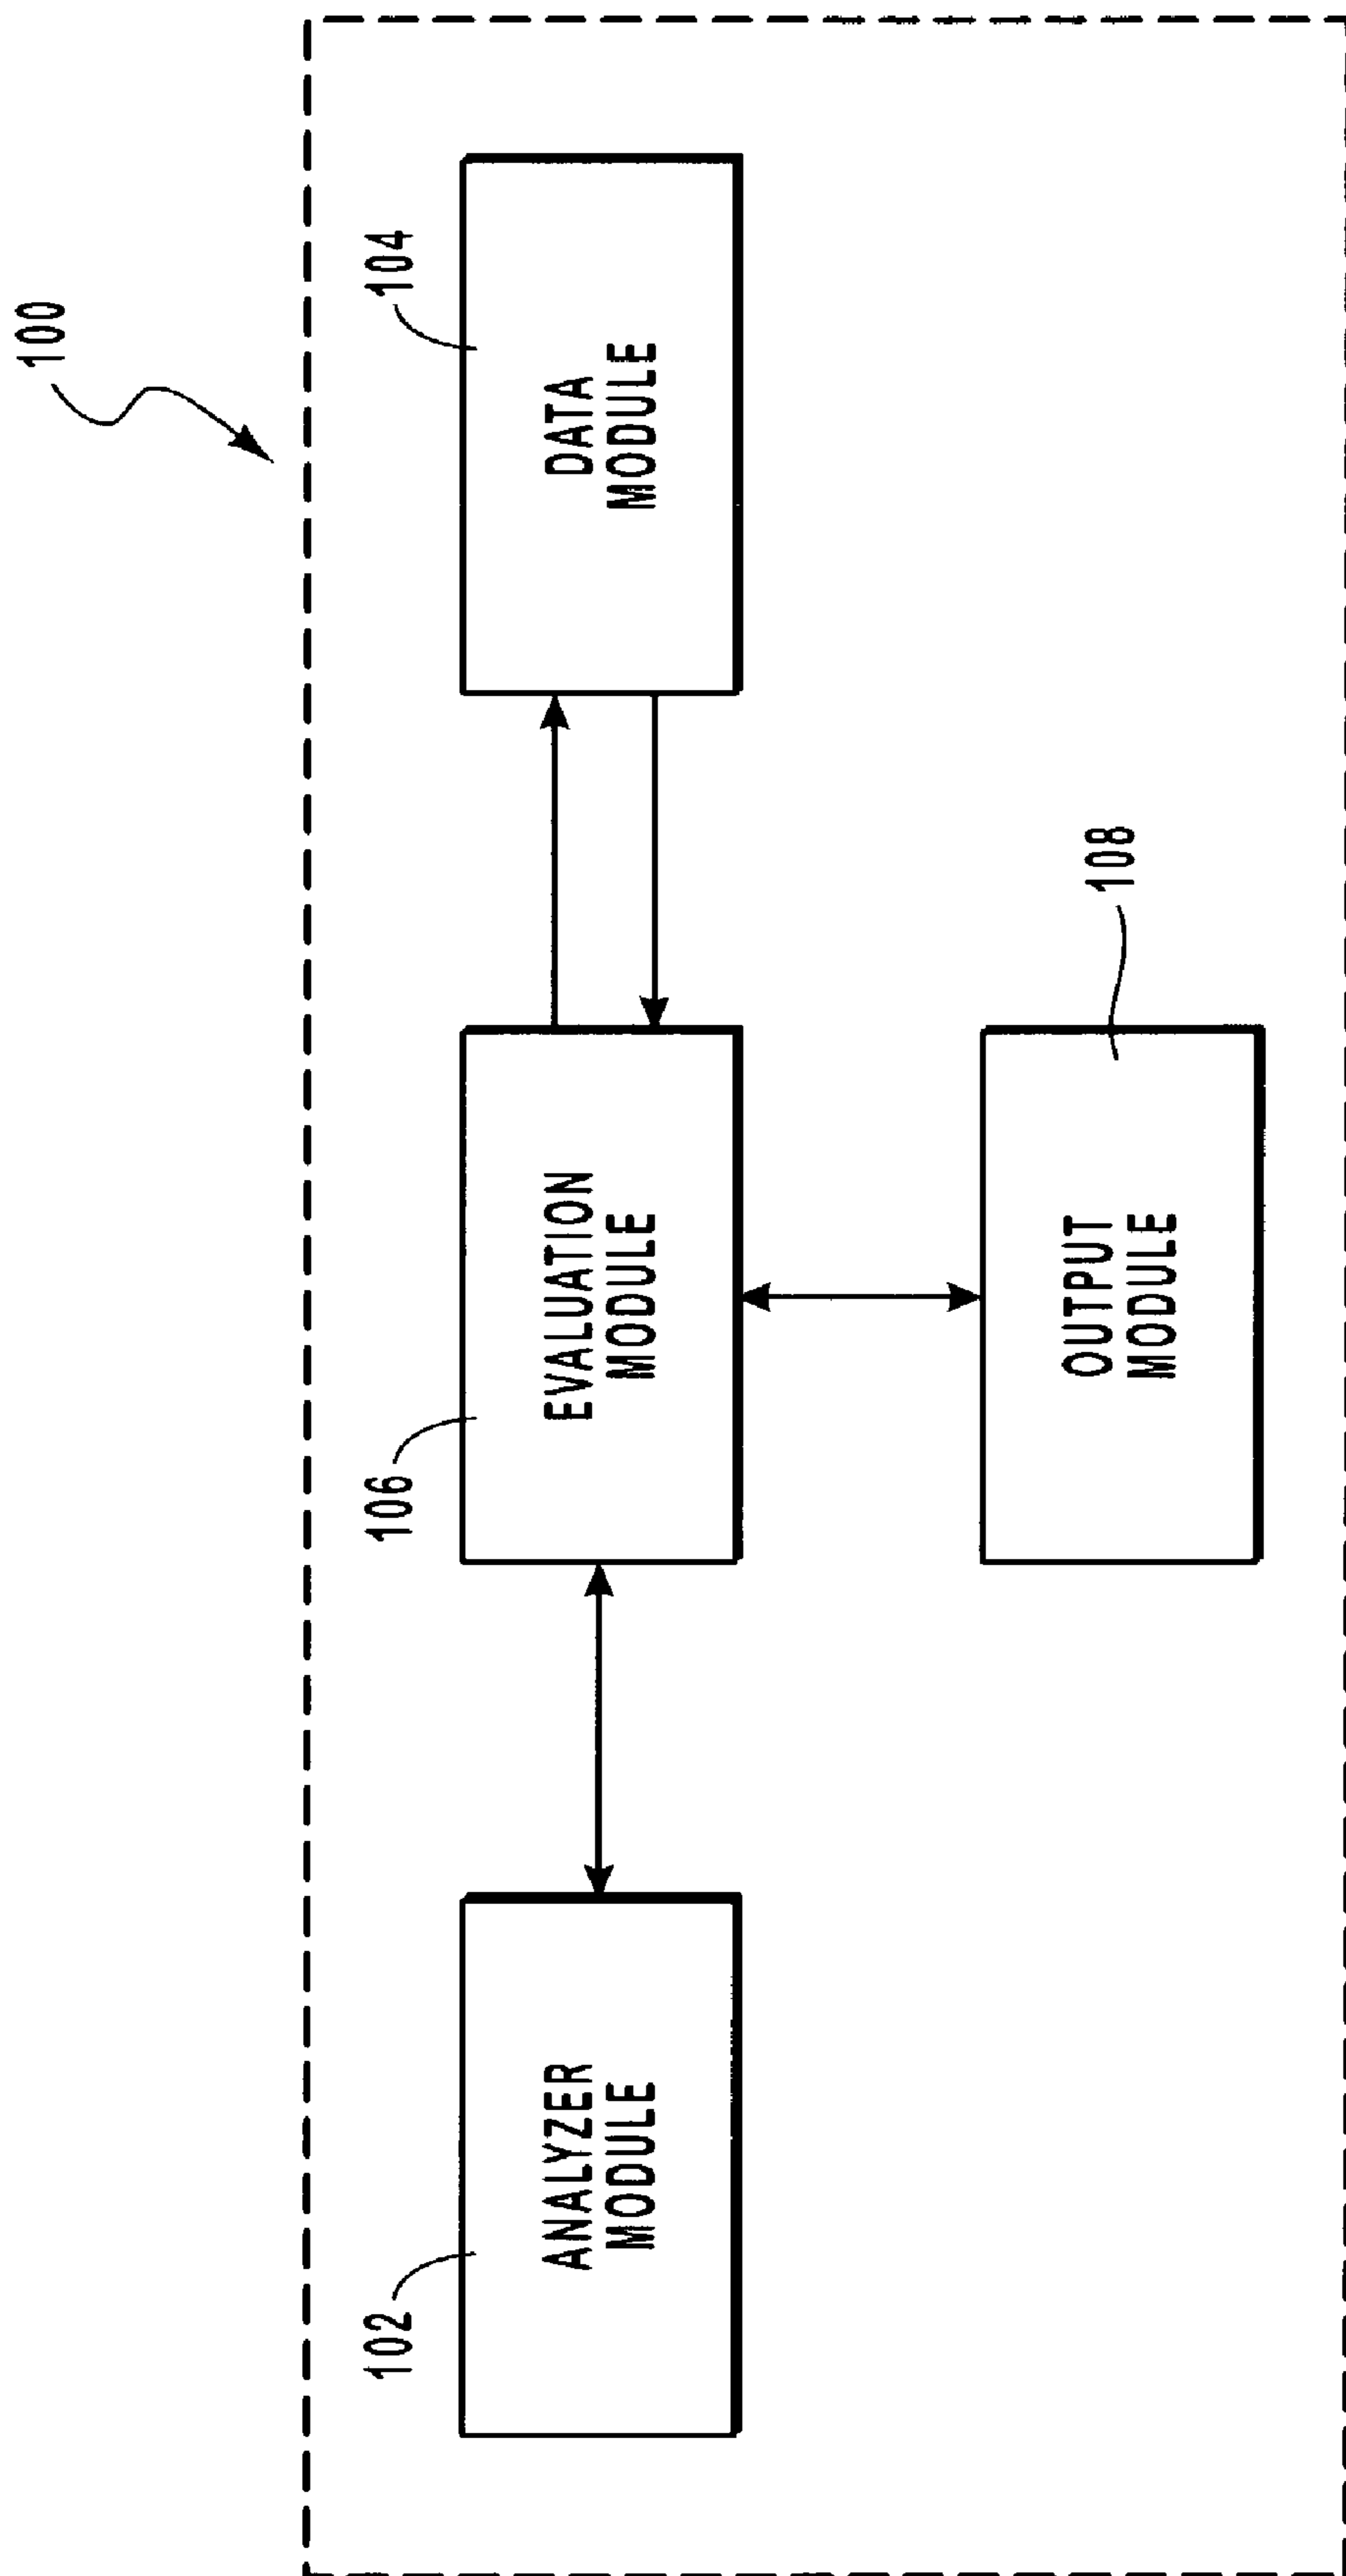 100
102
ANALYZER
MODULE
106
EVALUATION
MODULE
104
DATA
MODULE
108
OUTPUT
MODULE